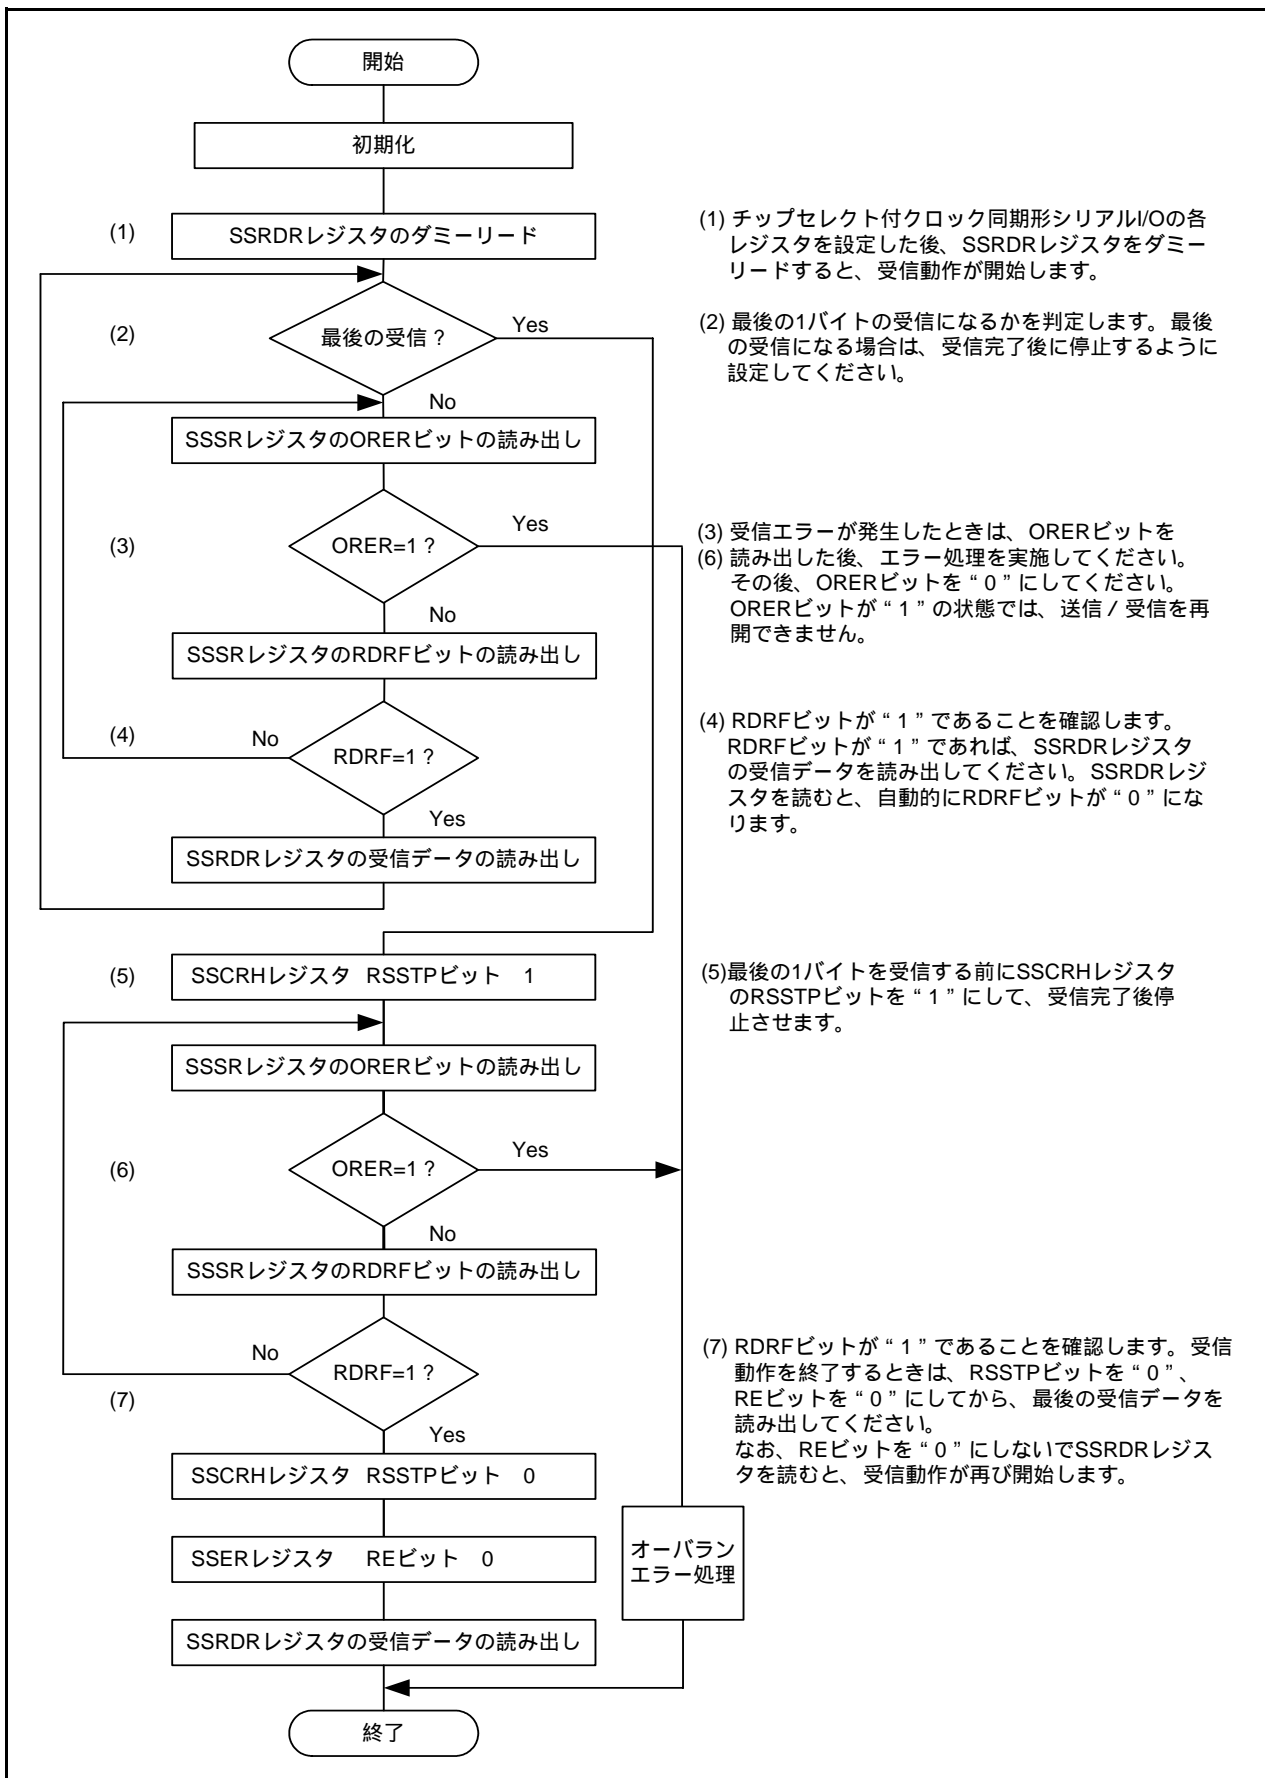 開始
初期化
(1)
SSRDRレジスタのダミーリード
(2)
最後の受信？
Yes
No
SSSRレジスタのORERビットの読み出し
(3)
ORER=1？
Yes
No
SSSRレジスタのRDRFビットの読み出し
(4)
No
RDRF=1？
Yes
SSRDRレジスタの受信データの読み出し
(5)
SSCRHレジスタ RSSTPビット 1
SSSRレジスタのORERビットの読み出し
(6)
ORER=1？
Yes
No
SSSRレジスタのRDRFビットの読み出し
No
RDRF=1？
(7)
Yes
SSCRHレジスタ RSSTPビット 0
SSERレジスタ REビット 0
SSRDRレジスタの受信データの読み出し
オーバラン
エラー処理
終了
(1) チップセレクト付クロック同期形シリアルI/Oの各
レジスタを設定した後、SSRDRレジスタをダミー
リードすると、受信動作が開始します。
(2) 最後の1バイトの受信になるかを判定します。最後
の受信になる場合は、受信完了後に停止するように
設定してください。
(3) 受信エラーが発生したときは、ORERビットを
(6) 読み出した後、エラー処理を実施してください。
その後、ORERビットを“0”にしてください。
ORERビットが“1”の状態では、送信/受信を再
開できません。
(4) RDRFビットが“1”であることを確認します。
RDRFビットが“1”であれば、SSRDRレジスタ
の受信データを読み出してください。SSRDRレジ
スタを読むと、自動的にRDRFビットが“0”にな
ります。
(5)最後の1バイトを受信する前にSSCRHレジスタ
のRSSTPビットを“1”にして、受信完了後停
止させます。
(7) RDRFビットが“1”であることを確認します。受信
動作を終了するときは、RSSTPビットを“0”、
REビットを“0”にしてから、最後の受信データを
読み出してください。
なお、REビットを“0”にしないでSSRDRレジス
タを読むと、受信動作が再び開始します。